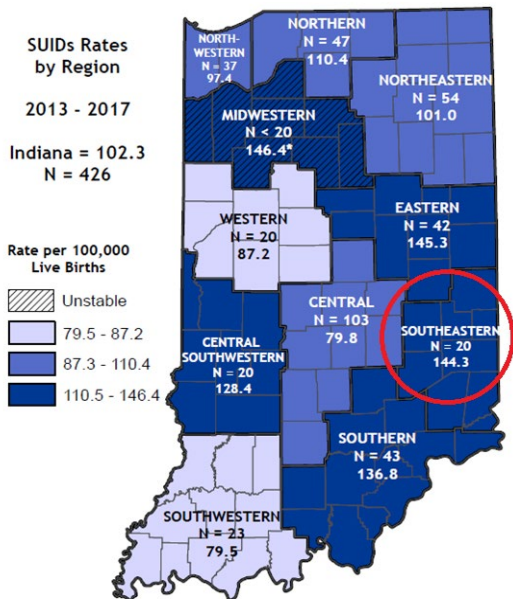 SUIDs Rates
by Region
2013 - 2017
Indiana = 102.3
N = 426
Rate per 100,000
Live Births
Unstable
79.5 - 87.2
87.3 - 110.4
110.5 - 146.4
NORTH-
WESTERN
N = 37
97.4
NORTHERN
N = 47
110.4
NORTHEASTERN
N = 54
101.0
MIDWESTERN
N < 20
146.4*
WESTERN
N = 20
87.2
EASTERN
N = 42
145.3
CENTRAL
N = 103
79.8
CENTRAL
SOUTHWESTERN
N = 20
128.4
SOUTHEASTERN
N = 20
144.3
SOUTHERN
N = 43
136.8
SOUTHWESTERN
N = 23
79.5